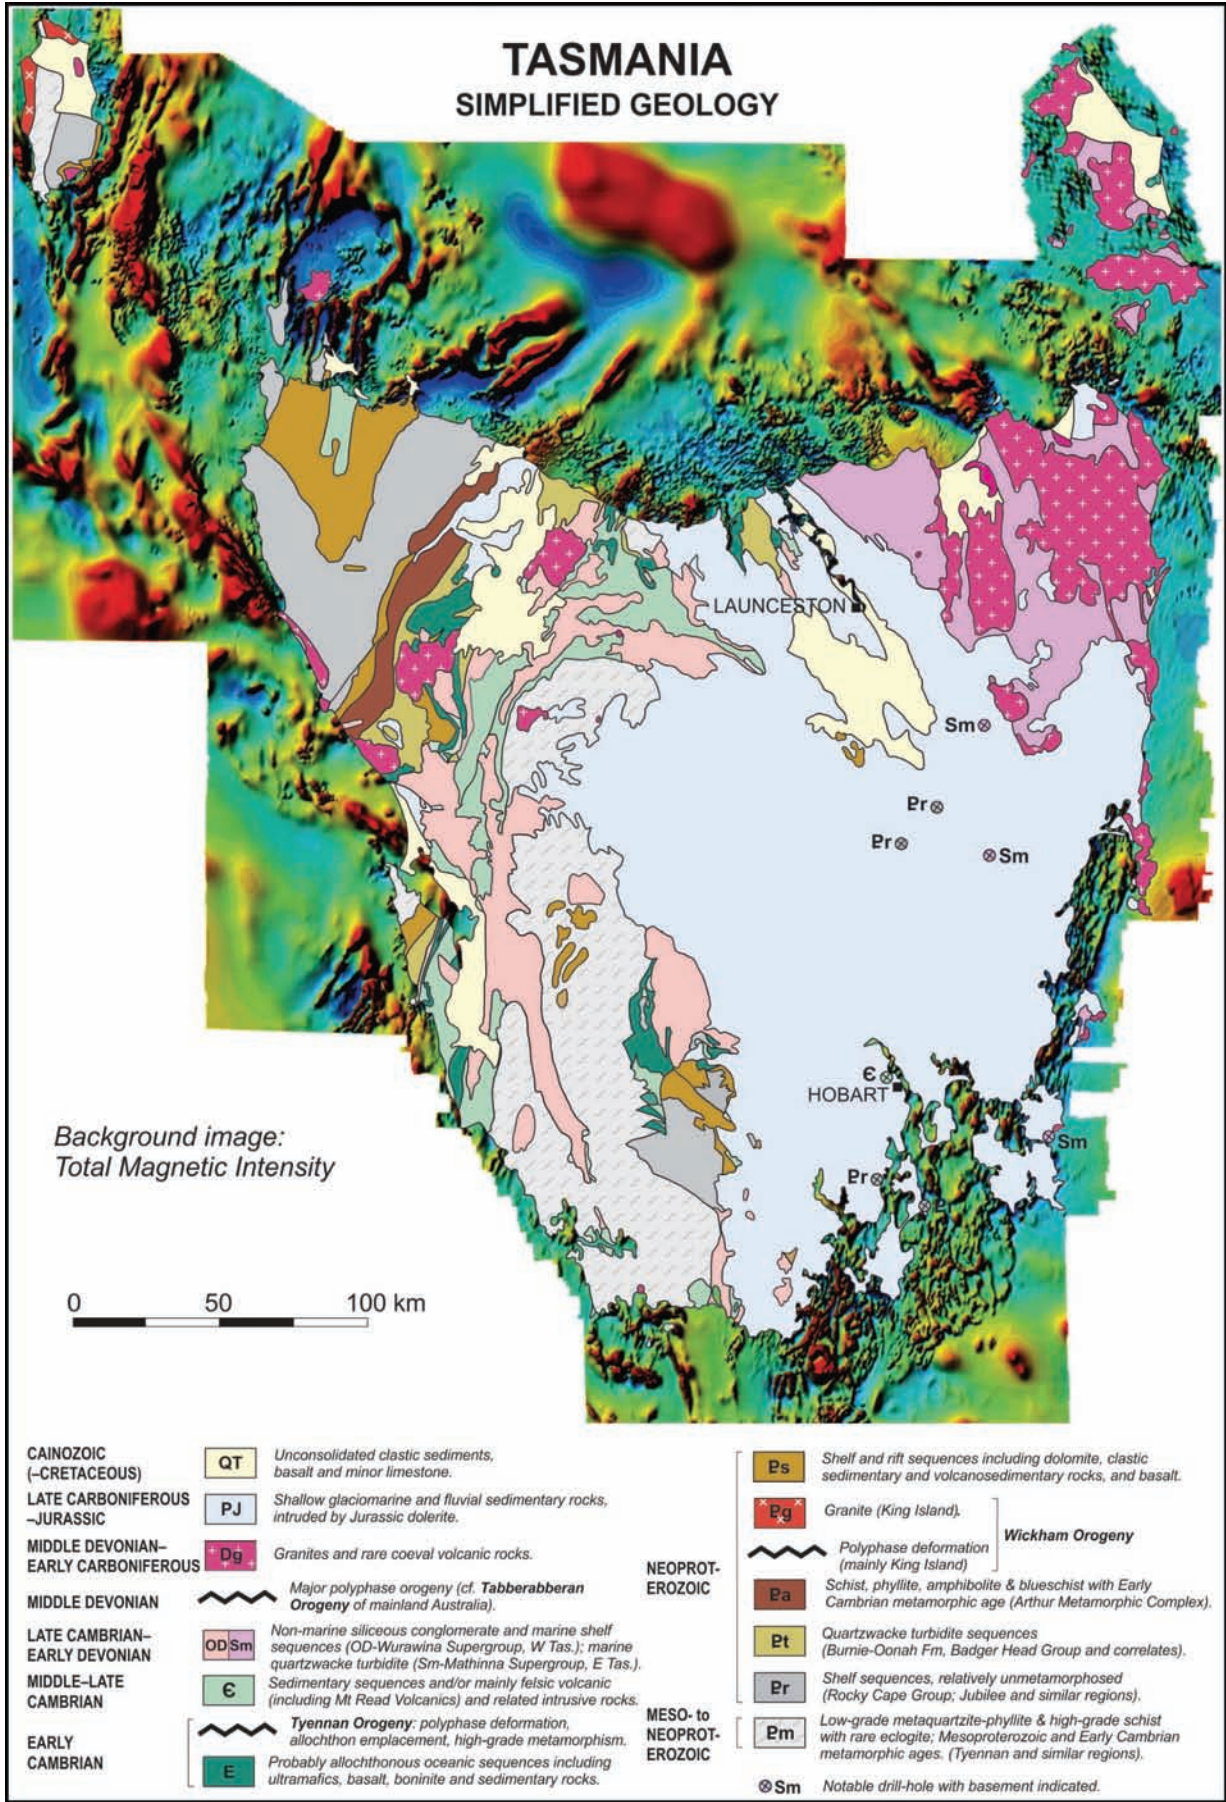 TASMANIA
SIMPLIFIED GEOLOGY
LAUNCESTON
Sm
Ꞓr
Ꞓr
Sm
Є
HOBART
Sm
Background image:
Total Magnetic Intensity
0 50 100 km
CAINOZOIC
(–CRETACEOUS)
QT
Unconsolidated clastic sediments,
basalt and minor limestone.
LATE CARBONIFEROUS
–JURASSIC
PJ
Shallow glaciomarine and fluvial sedimentary rocks,
intruded by Jurassic dolerite.
MIDDLE DEVONIAN–
EARLY CARBONIFEROUS
Dg
Granites and rare coeval volcanic rocks.
MIDDLE DEVONIAN
Major polyphase orogeny (cf. Tabberabberan
Orogeny of mainland Australia).
LATE CAMBRIAN–
EARLY DEVONIAN
OD Sm
Non-marine siliceous conglomerate and marine shelf
sequences (OD-Wurawina Supergroup, W Tas.); marine
quartzwacke turbidite (Sm-Mathinna Supergroup, E Tas.).
MIDDLE–LATE
CAMBRIAN
Є
Sedimentary sequences and/or mainly felsic volcanic
(including Mt Read Volcanics) and related intrusive rocks.
EARLY
CAMBRIAN
Tyennan Orogeny: polyphase deformation,
allochthon emplacement, high-grade metamorphism.
E
Probably allochthonous oceanic sequences including
ultramafics, basalt, boninite and sedimentary rocks.
NEOPROT-
EROZOIC
Ps
Shelf and rift sequences including dolomite, clastic
sedimentary and volcanosedimentary rocks, and basalt.
Pg
Granite (King Island).
Polyphase deformation
(mainly King Island)
Wickham Orogeny
Pa
Schist, phyllite, amphibolite & blueschist with Early
Cambrian metamorphic age (Arthur Metamorphic Complex).
Pt
Quartzwacke turbidite sequences
(Burnie-Oonah Fm, Badger Head Group and correlates).
Pr
Shelf sequences, relatively unmetamorphosed
(Rocky Cape Group; Jubilee and similar regions).
MESO- to
NEOPROT-
EROZOIC
Pm
Low-grade metaquartzite-phyllite & high-grade schist
with rare eclogite; Mesoproterozoic and Early Cambrian
metamorphic ages. (Tyennan and similar regions).
Sm
Notable drill-hole with basement indicated.